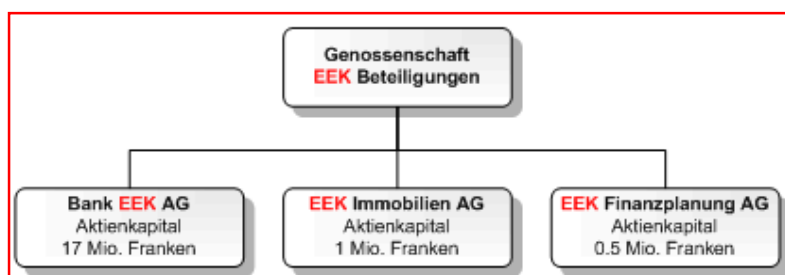 Genossenschaft
EEK Beteiligungen
Bank EEK AG
Aktienkapital
17 Mio. Franken
EEK Immobilien AG
Aktienkapital
1 Mio. Franken
EEK Finanzplanung AG
Aktienkapital
0.5 Mio. Franken